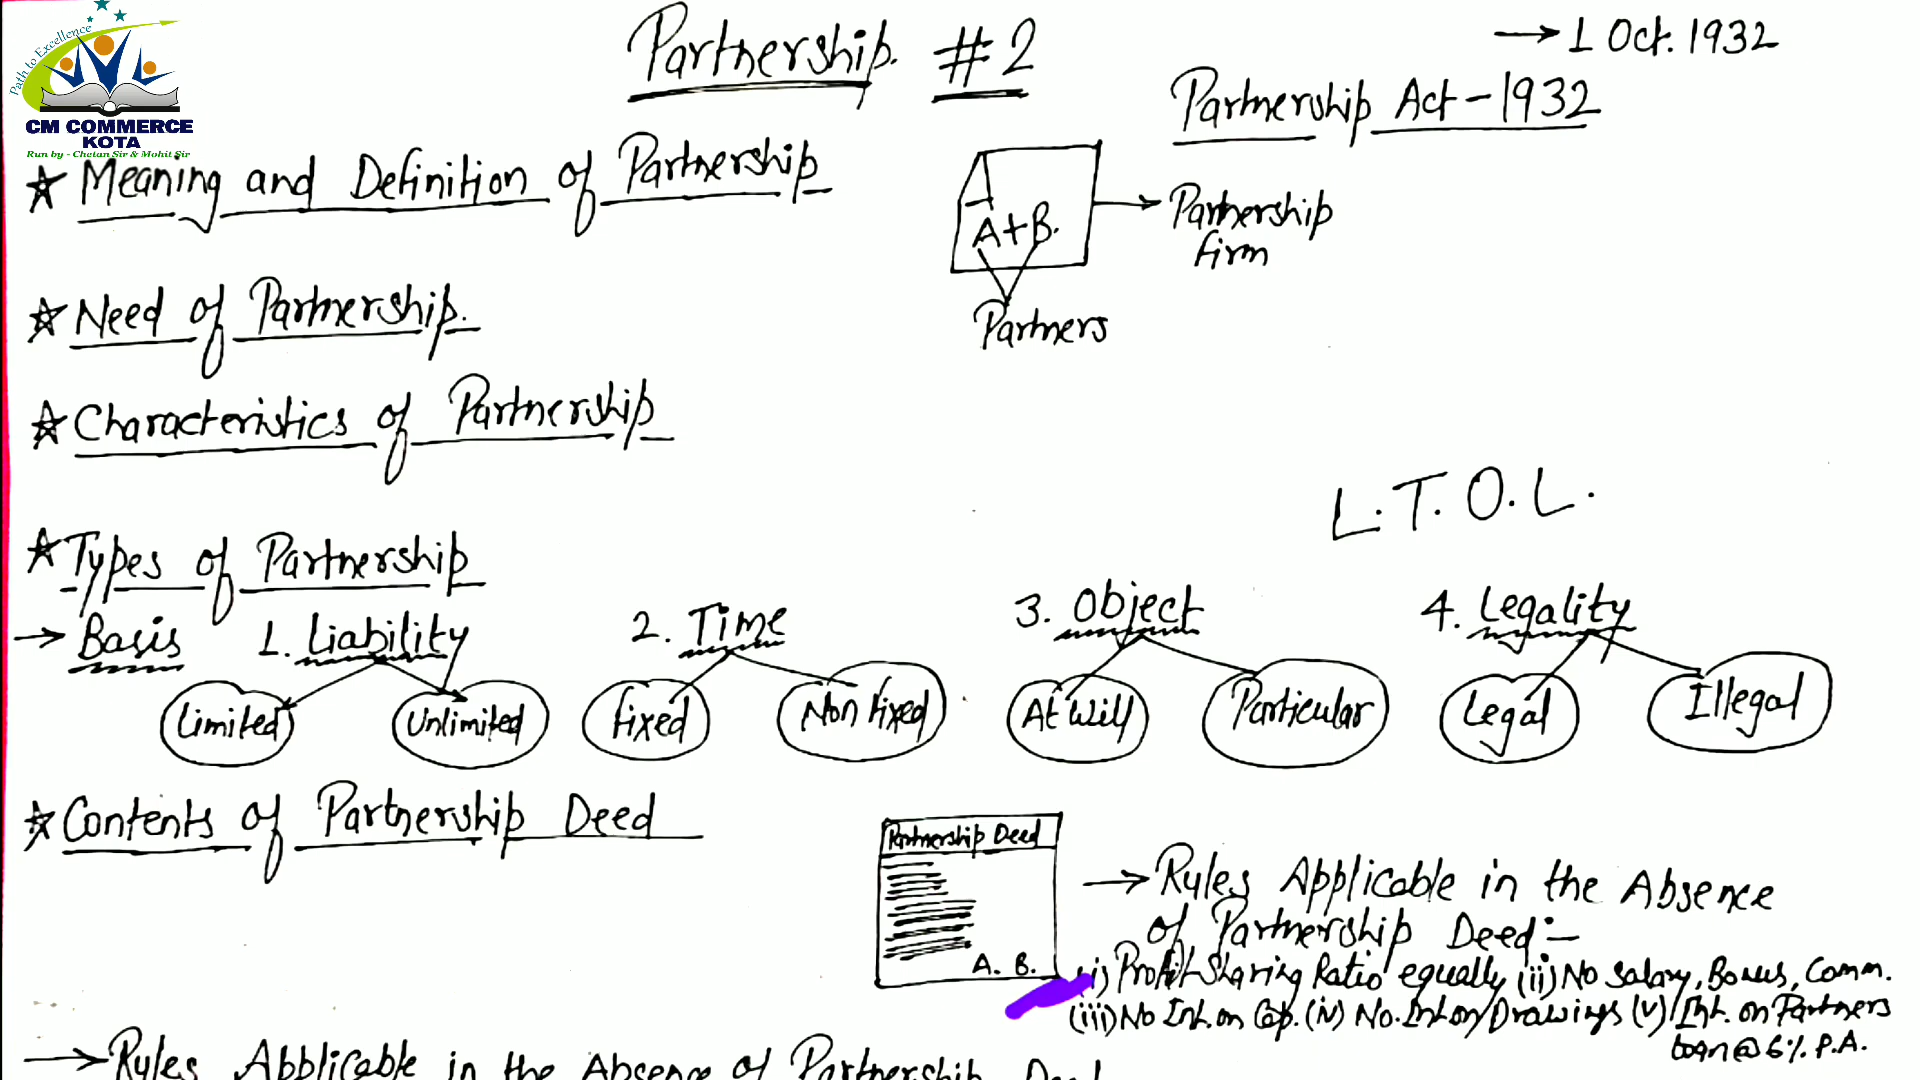 Path to Excellence
CM COMMERCE
KOTA
Run by - Chetan Sir & Mohit Sir
Partnership. #2
→ 1 Oct. 1932
Partnership Act - 1932
☆ Meaning and Definition of Partnership
A+B.
→ Partnership
firm
Partners
☆ Need of Partnership.
☆ Characteristics of Partnership
L.T.O.L.
☆ Types of Partnership
→ Basis 1. Liability 2. Time 3. Object 4. Legality
Limited Unlimited fixed Non fixed At Will Particular Legal Illegal
☆ Contents of Partnership Deed
Partnership Deed
A. B.
→ Rules Applicable in the Absence
of Partnership Deed :-
(i) Profit Sharing Ratio equally (ii) No Salary, Bonus, Comm.
(iii) No Int. on Cap. (iv) No. Int on Drawings (v) Int. on Partners
loan @ 6% P.A.
→ Rules Applicable in the Absence of Partnership Deed